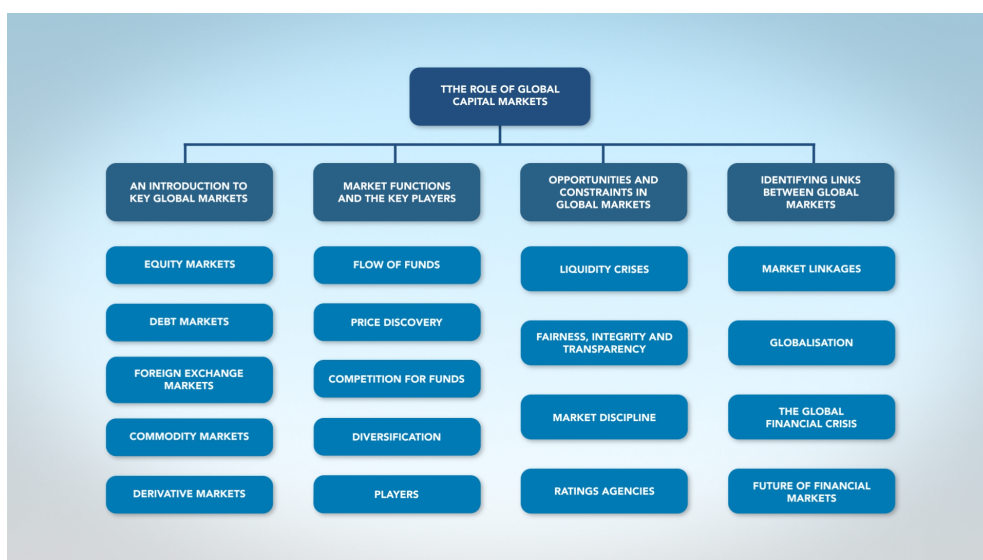 TTHE ROLE OF GLOBAL
CAPITAL MARKETS
AN INTRODUCTION TO
KEY GLOBAL MARKETS
EQUITY MARKETS
DEBT MARKETS
FOREIGN EXCHANGE
MARKETS
COMMODITY MARKETS
DERIVATIVE MARKETS
MARKET FUNCTIONS
AND THE KEY PLAYERS
FLOW OF FUNDS
PRICE DISCOVERY
COMPETITION FOR FUNDS
DIVERSIFICATION
PLAYERS
OPPORTUNITIES AND
CONSTRAINTS IN
GLOBAL MARKETS
LIQUIDITY CRISES
FAIRNESS, INTEGRITY AND
TRANSPARENCY
MARKET DISCIPLINE
RATINGS AGENCIES
IDENTIFYING LINKS
BETWEEN GLOBAL
MARKETS
MARKET LINKAGES
GLOBALISATION
THE GLOBAL
FINANCIAL CRISIS
FUTURE OF FINANCIAL
MARKETS